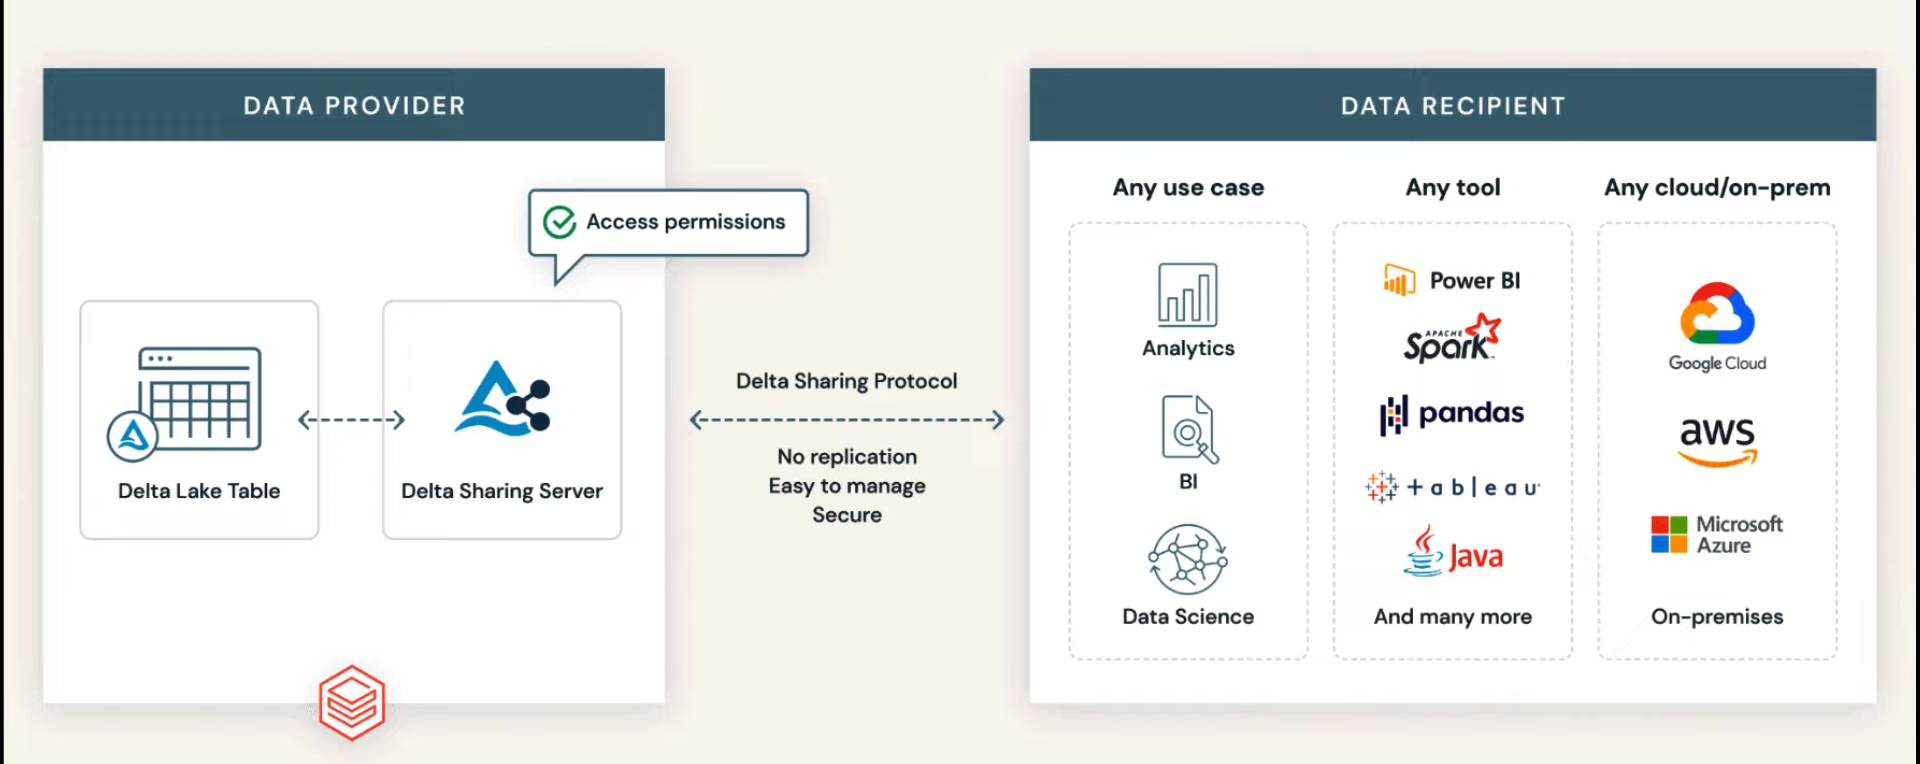 DATA PROVIDER
Access permissions
Delta Lake Table
Delta Sharing Server
Delta Sharing Protocol
No replication
Easy to manage
Secure
DATA RECIPIENT
Any use case
Analytics
BI
Data Science
Any tool
Power BI
APACHE
Spark™
pandas
+ableau
Java
And many more
Any cloud/on-prem
Google Cloud
aws
Microsoft
Azure
On-premises